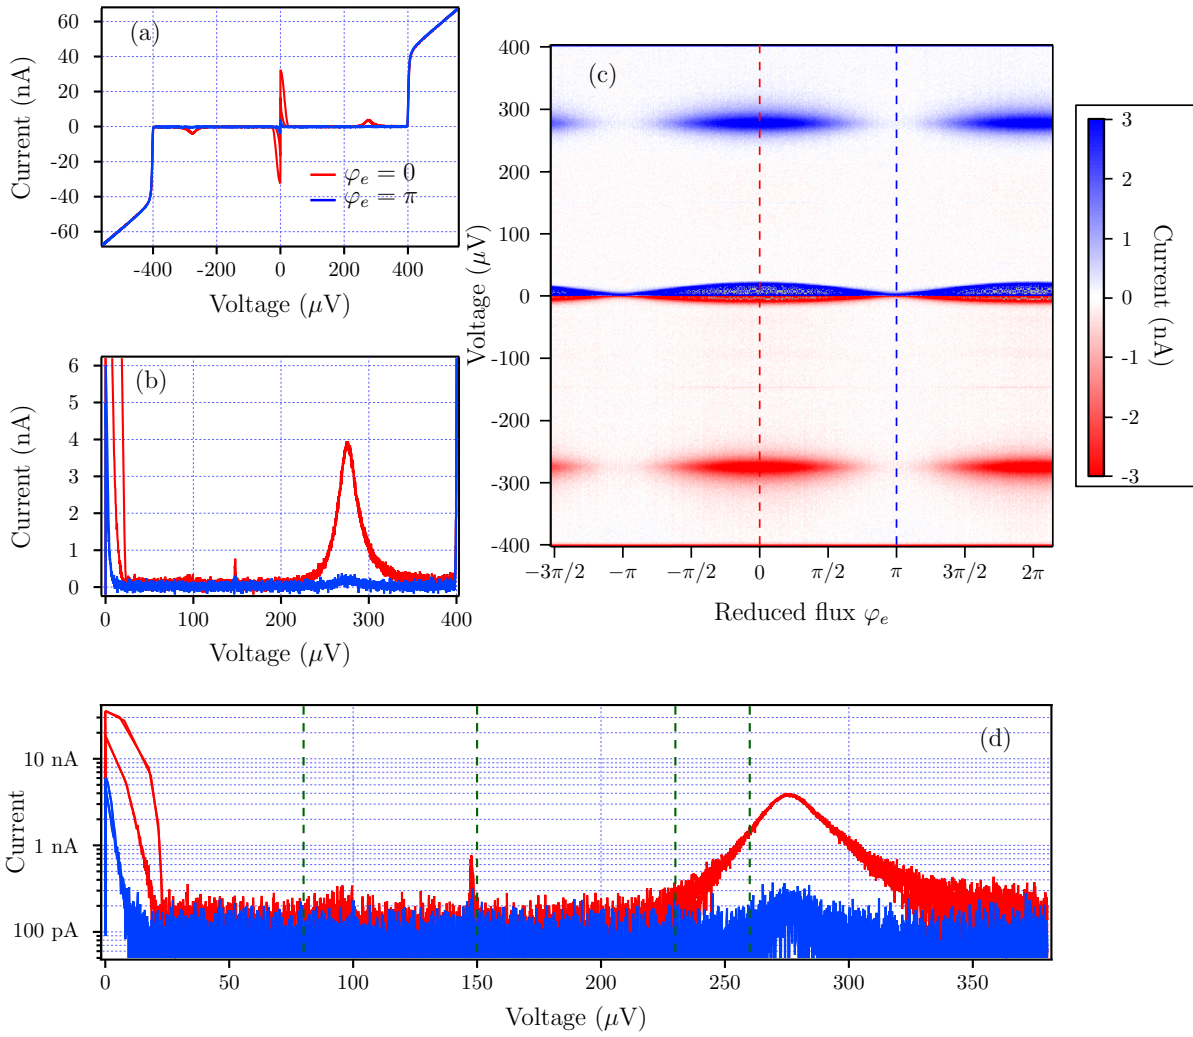 (a)
Current (nA)
60
40
20
0
-20
-40
-60
φe = 0
φe = π
-400
-200
0
200
400
Voltage (μV)
(b)
Current (nA)
6
5
4
3
2
1
0
0
100
200
300
400
Voltage (μV)
(c)
Voltage (μV)
400
300
200
100
0
-100
-200
-300
-400
−3π/2
−π
−π/2
0
π/2
π
3π/2
2π
Reduced flux φe
3
2
1
0
-1
-2
-3
Current (nA)
(d)
Current
10 nA
1 nA
100 pA
0
50
100
150
200
250
300
350
Voltage (μV)